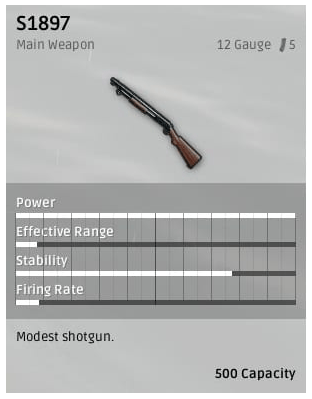 S1897
Main Weapon 12 Gauge 5
Power
Effective Range
Stability
Firing Rate
Modest shotgun.
500 Capacity